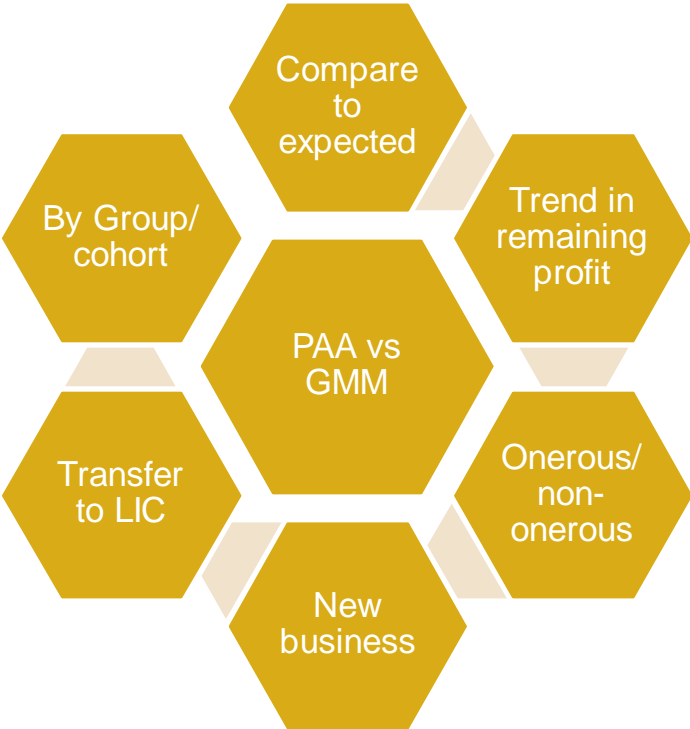 Compare
to
expected
Trend in
remaining
profit
Onerous/
non-
onerous
New
business
Transfer
to LIC
By Group/
cohort
PAA vs
GMM